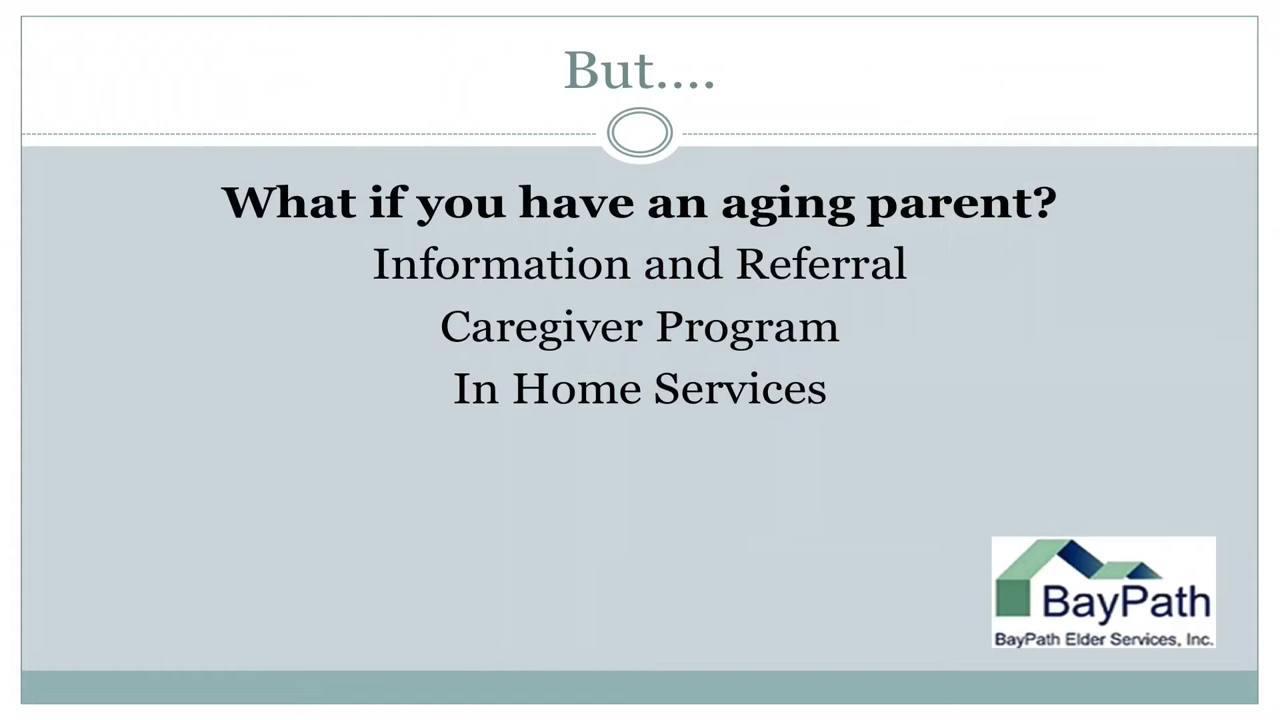 But....
What if you have an aging parent?
Information and Referral
Caregiver Program
In Home Services
BayPath
BayPath Elder Services, Inc.